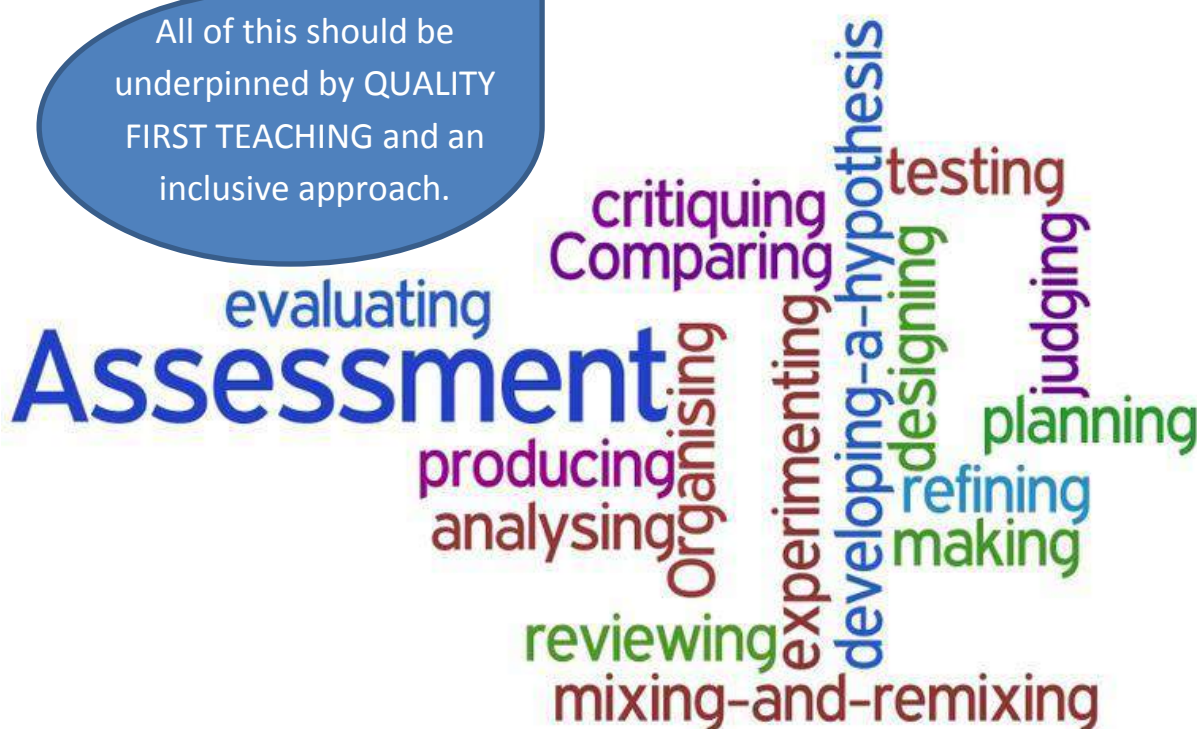 All of this should be
underpinned by QUALITY
FIRST TEACHING and an
inclusive approach.
developing-a-hypothesis
testing
critiquing
Comparing
judging
designing
evaluating
Assessment
Organising
experimenting
planning
producing
refining
analysing
making
reviewing
mixing-and-remixing